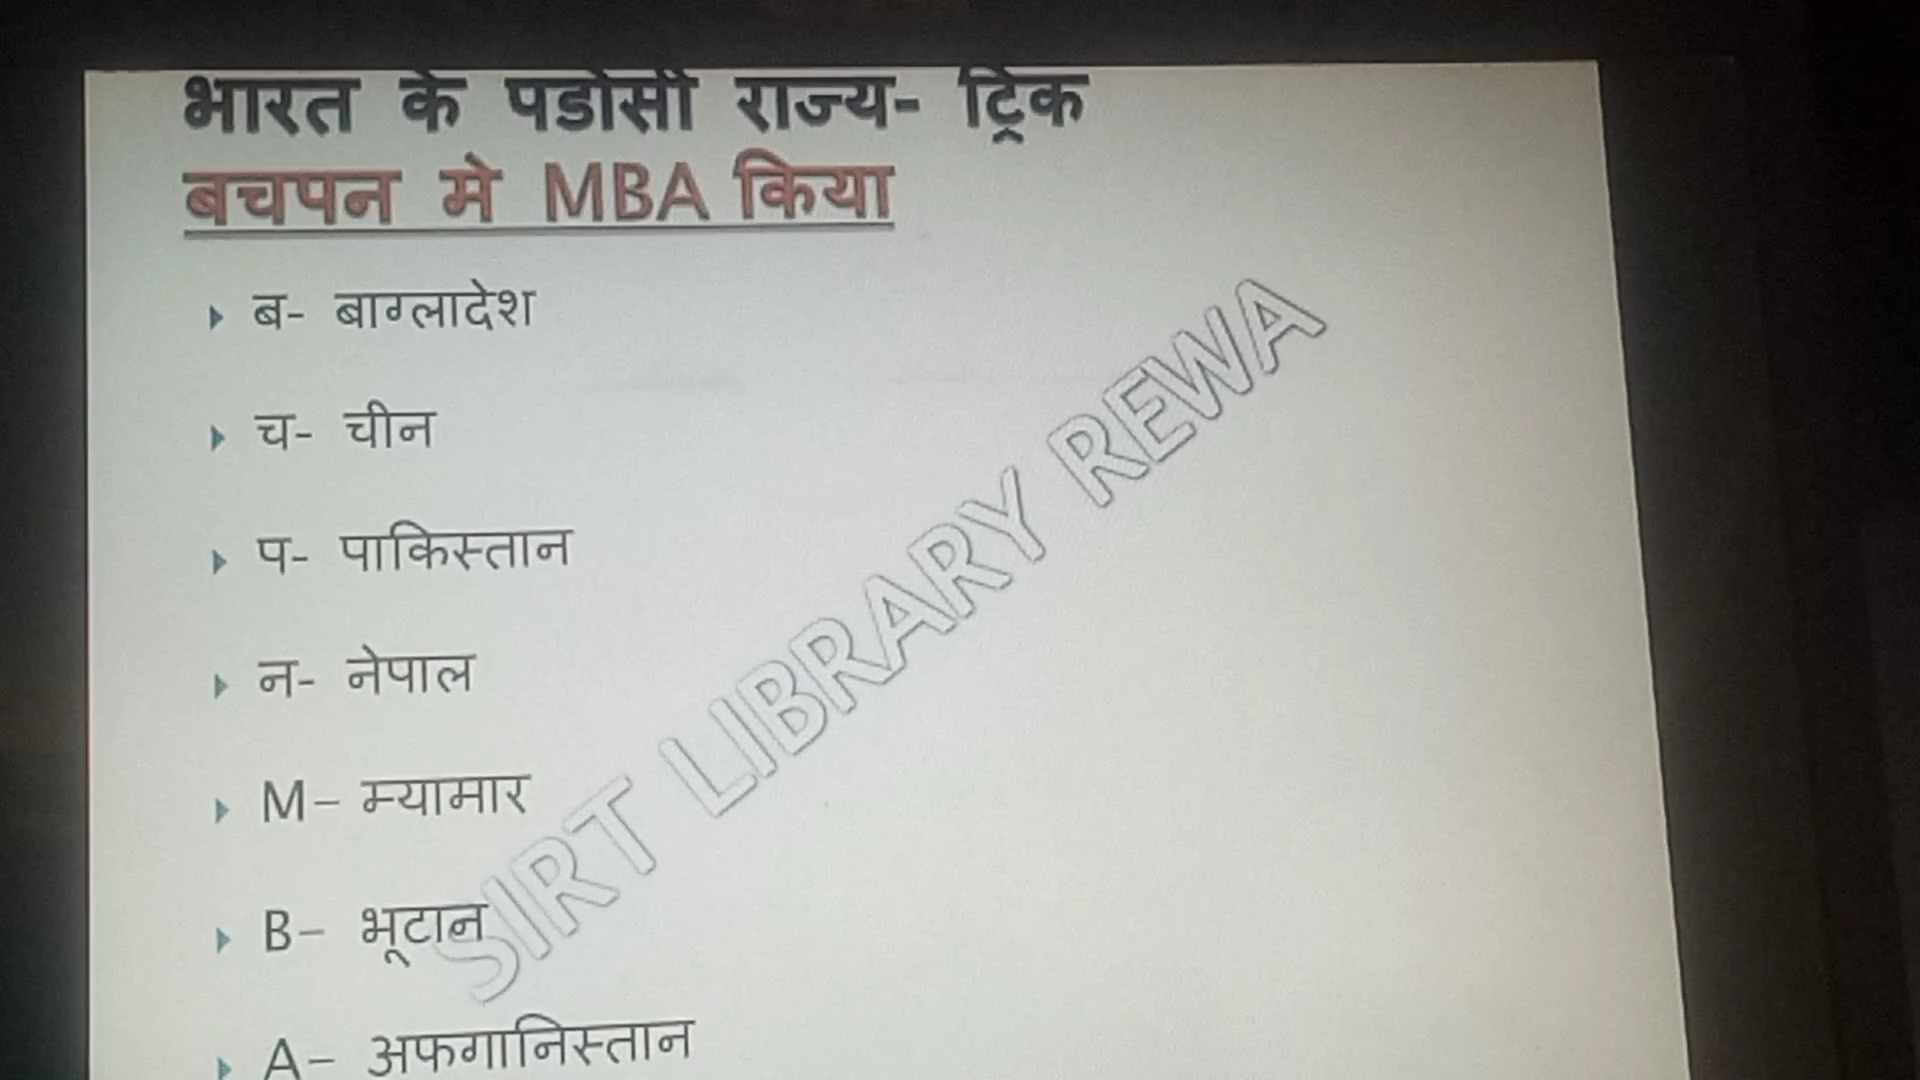 भारत के पडोसी राज्य- ट्रिक
बचपन मे MBA किया
ब- बाग्लादेश
च- चीन
प- पाकिस्तान
न- नेपाल
M- म्यामार
B- भूटान
A- अफगानिस्तान
SIRT LIBRARY REWA